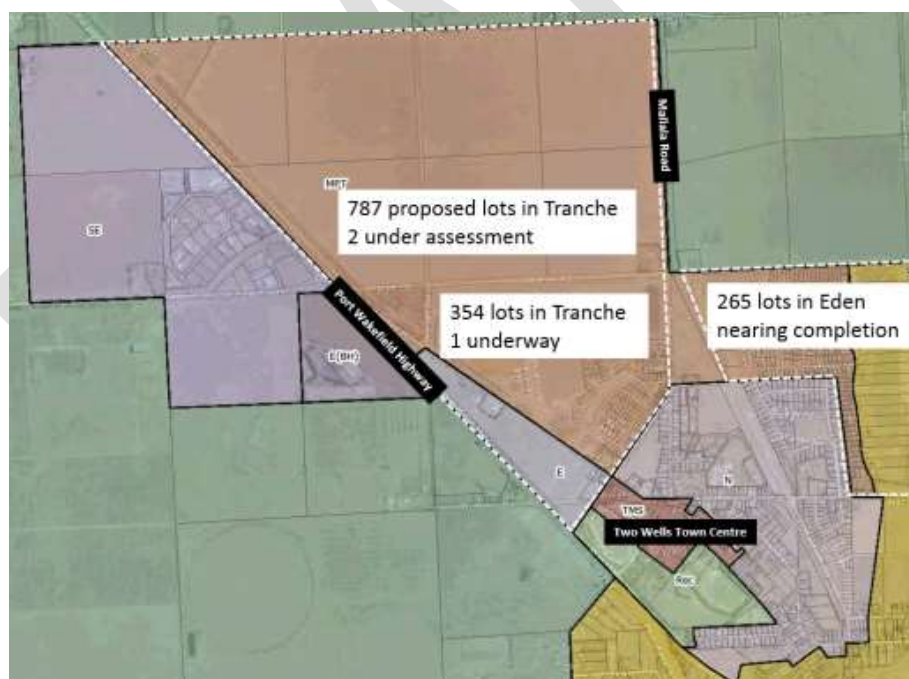 Mallala Road
MPT
787 proposed lots in Tranche
2 under assessment
SE
354 lots in Tranche
1 underway
265 lots in Eden
nearing completion
Port Wakefield Highway
E(BH)
E
N
TMS
Two Wells Town Centre
Rec